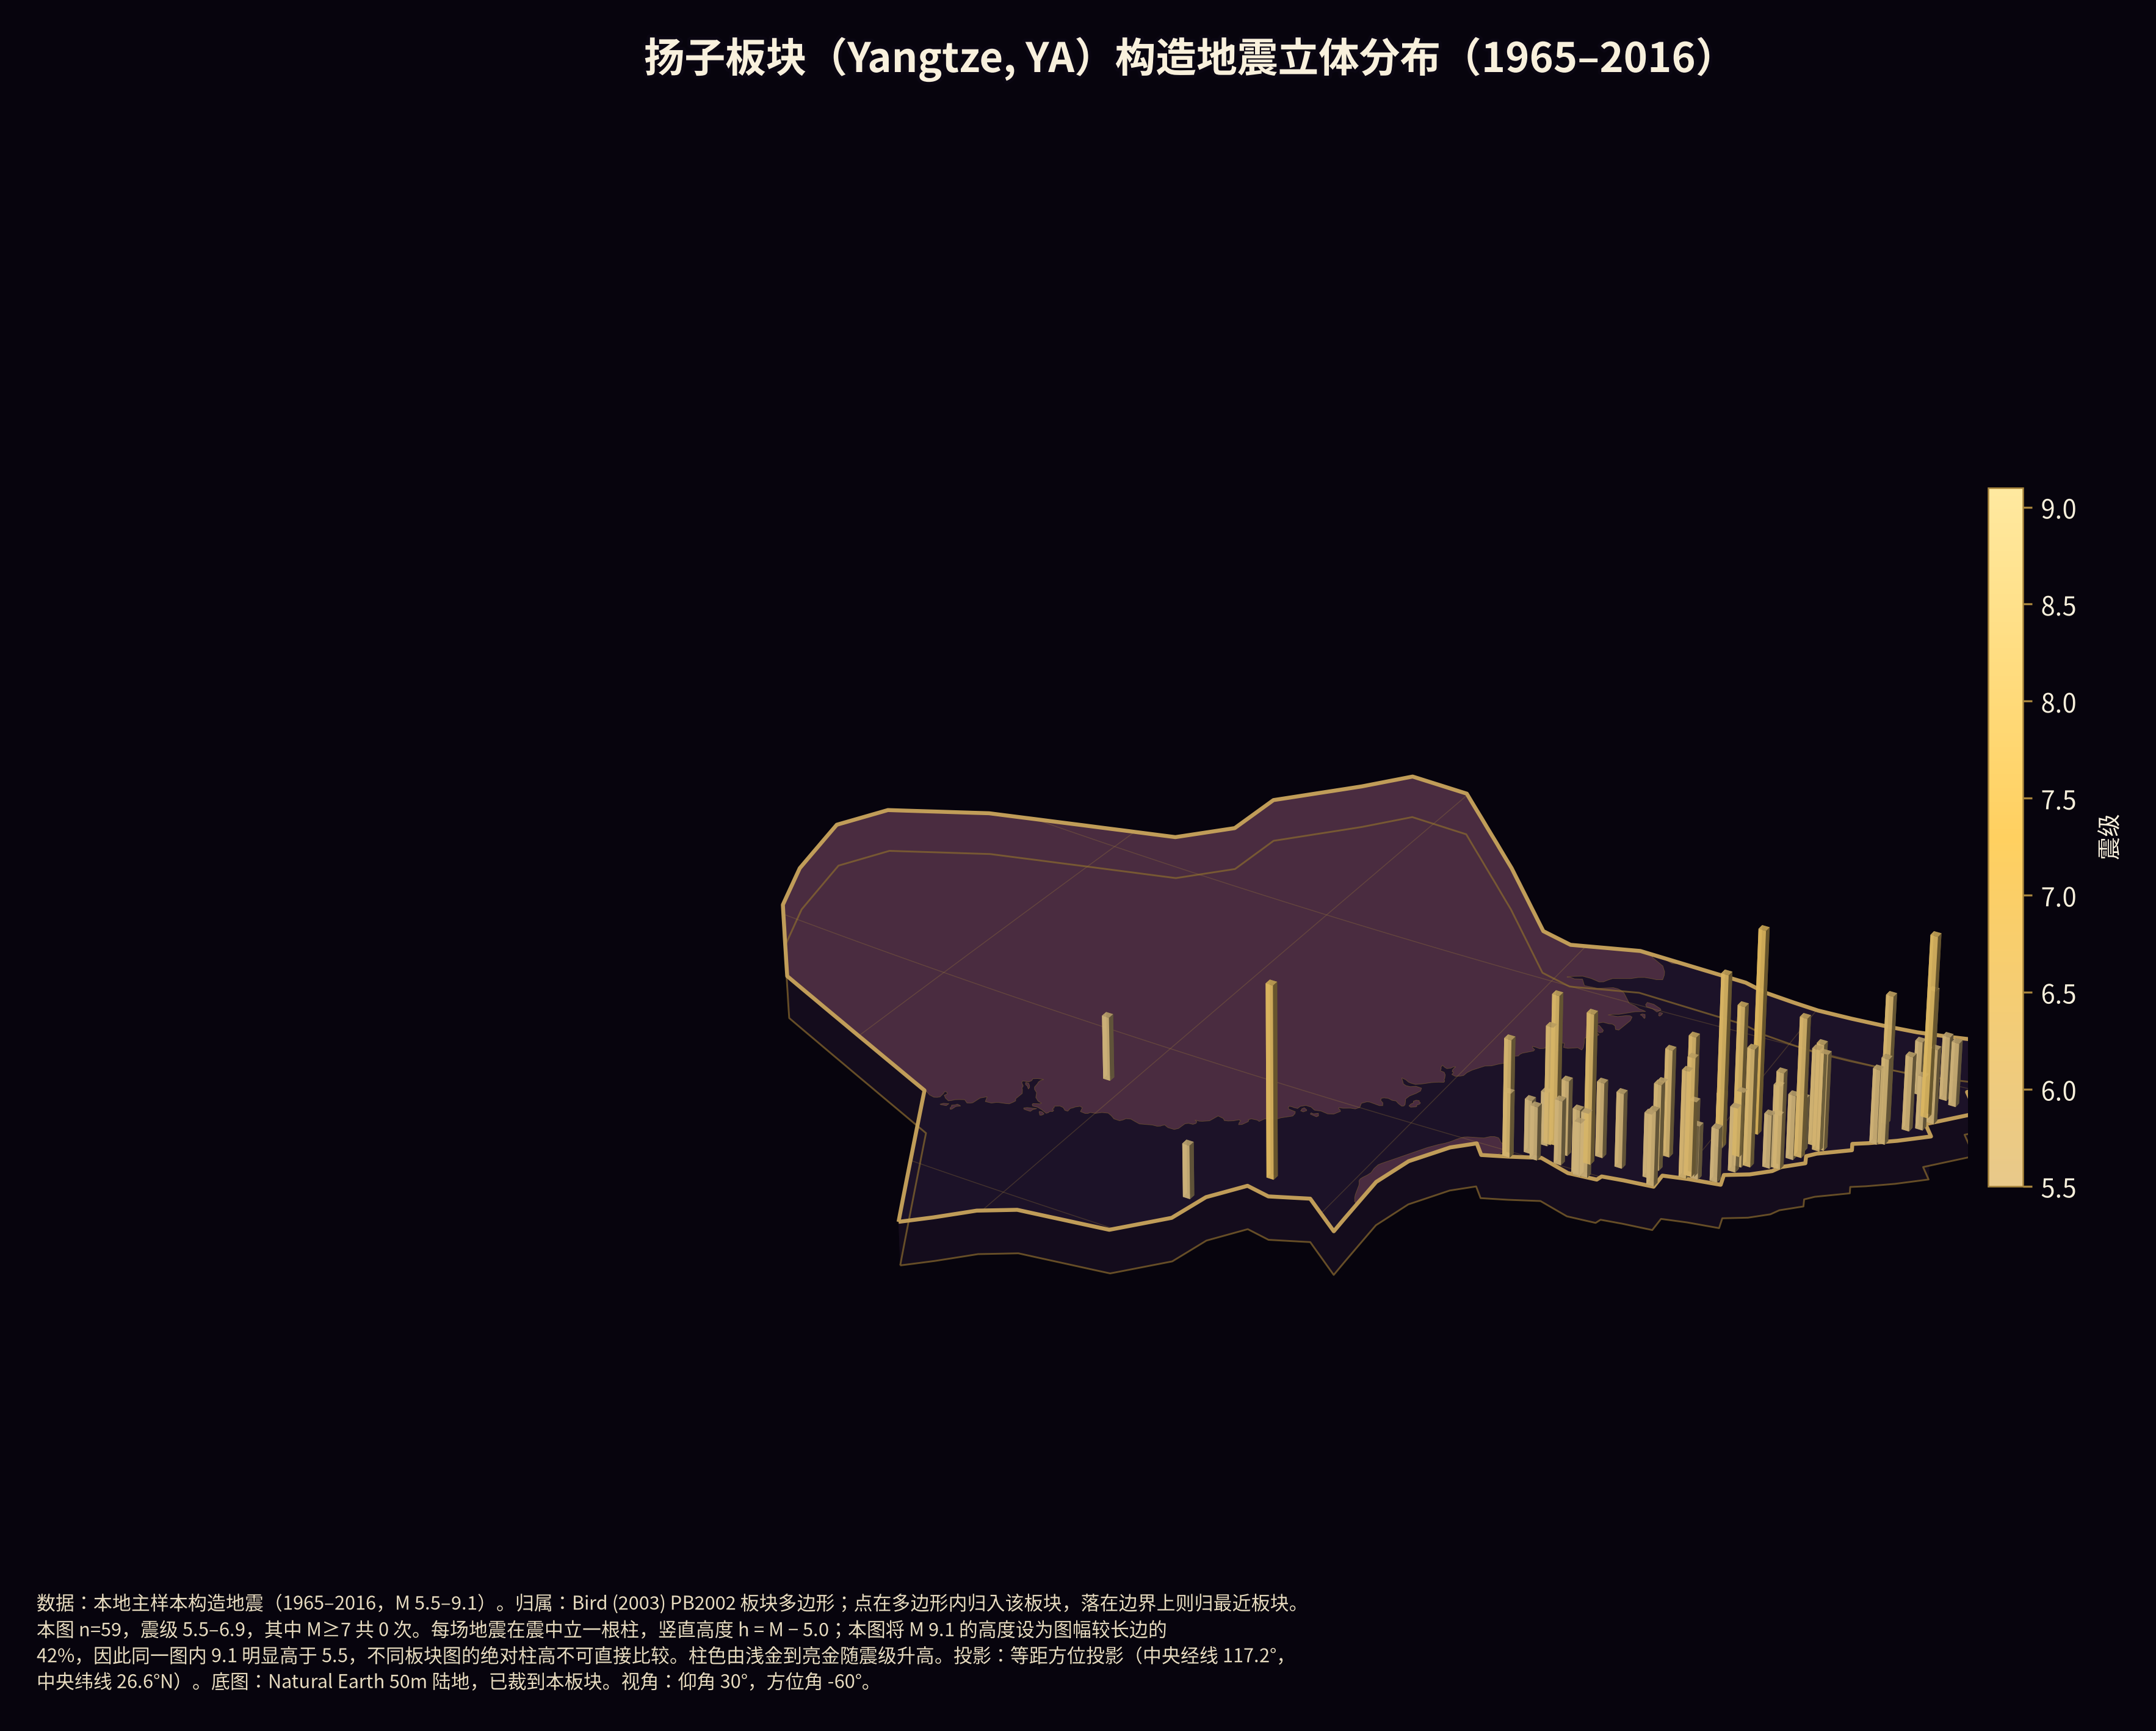 扬子板块（Yangtze, YA）构造地震立体分布（1965–2016）
9.0
8.5
8.0
7.5
7.0
6.5
6.0
5.5
震级
数据：本地主样本构造地震（1965–2016，M 5.5–9.1）。归属：Bird (2003) PB2002 板块多边形；点在多边形内归入该板块，落在边界上则归最近板块。
本图 n=59，震级 5.5–6.9，其中 M≥7 共 0 次。每场地震在震中立一根柱，竖直高度 h = M − 5.0；本图将 M 9.1 的高度设为图幅较长边的
42%，因此同一图内 9.1 明显高于 5.5，不同板块图的绝对柱高不可直接比较。柱色由浅金到亮金随震级升高。投影：等距方位投影（中央经线 117.2°，
中央纬线 26.6°N）。底图：Natural Earth 50m 陆地，已裁到本板块。视角：仰角 30°，方位角 -60°。